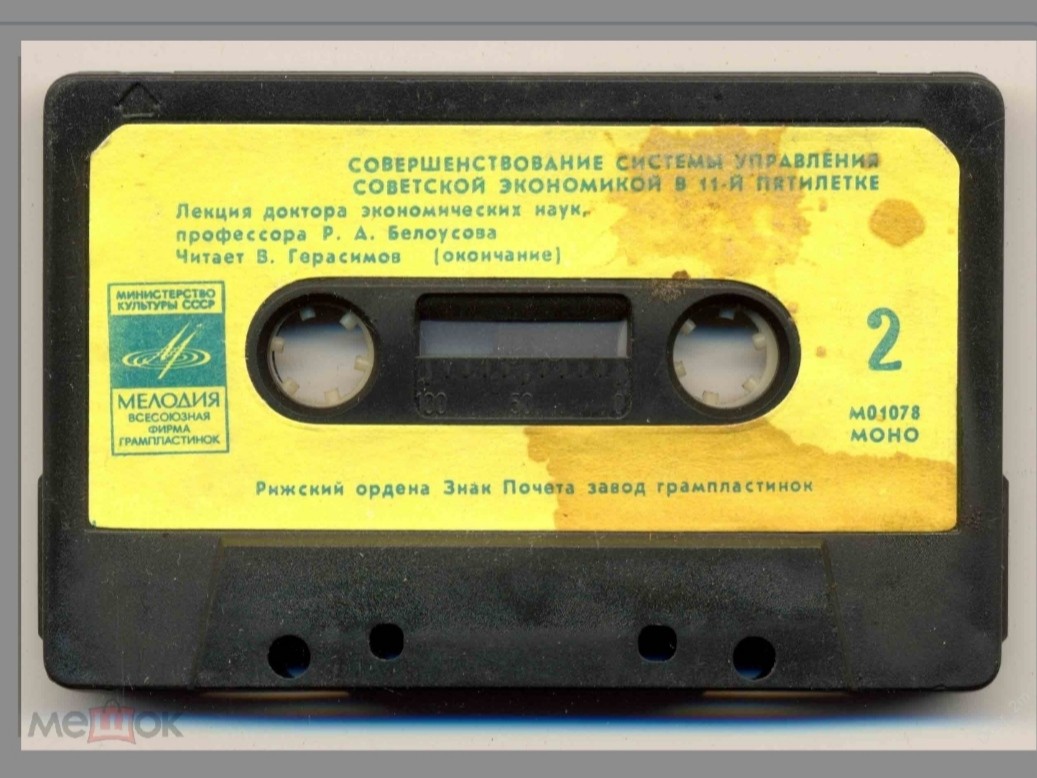 СОВЕРШЕНСТВОВАНИЕ СИСТЕМЫ УПРАВЛЕНИЯ
СОВЕТСКОЙ ЭКОНОМИКОЙ В 11-Й ПЯТИЛЕТКЕ
Лекция доктора экономических наук,
профессора Р. А. Белоусова
Читает В. Герасимов (окончание)
МИНИСТЕРСТВО
КУЛЬТУРЫ СССР
МЕЛОДИЯ
ВСЕСОЮЗНАЯ
ФИРМА
ГРАМПЛАСТИНОК
100 50 0
2
М01078
МОНО
Рижский ордена Знак Почета завод грампластинок
мешок